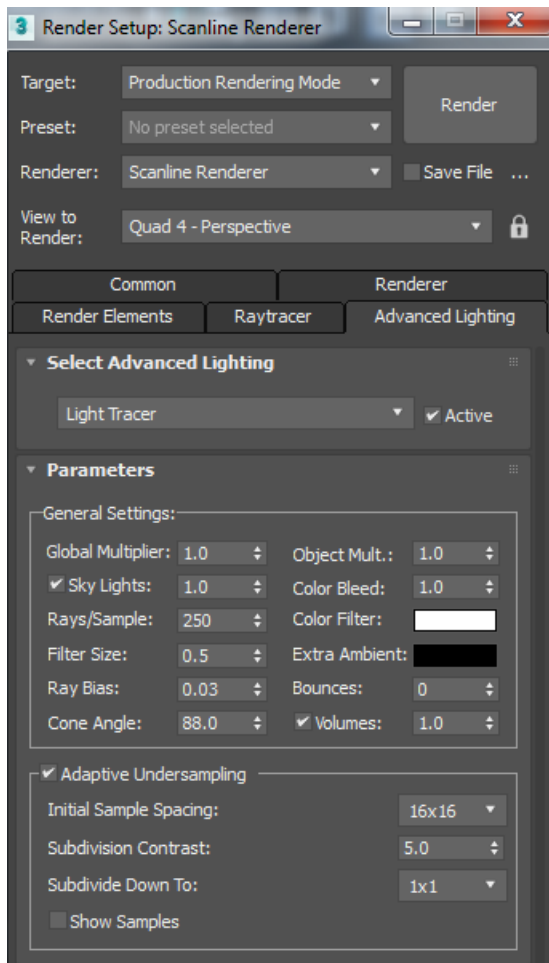 3 Render Setup: Scanline Renderer
Target: Production Rendering Mode
Render
Preset: No preset selected
Renderer: Scanline Renderer Save File ...
View to Render: Quad 4 - Perspective
Common Renderer
Render Elements Raytracer Advanced Lighting
Select Advanced Lighting
Light Tracer Active
Parameters
General Settings:
Global Multiplier: 1.0 Object Mult.: 1.0
Sky Lights: 1.0 Color Bleed: 1.0
Rays/Sample: 250 Color Filter:
Filter Size: 0.5 Extra Ambient:
Ray Bias: 0.03 Bounces: 0
Cone Angle: 88.0 Volumes: 1.0
Adaptive Undersampling
Initial Sample Spacing: 16x16
Subdivision Contrast: 5.0
Subdivide Down To: 1x1
Show Samples